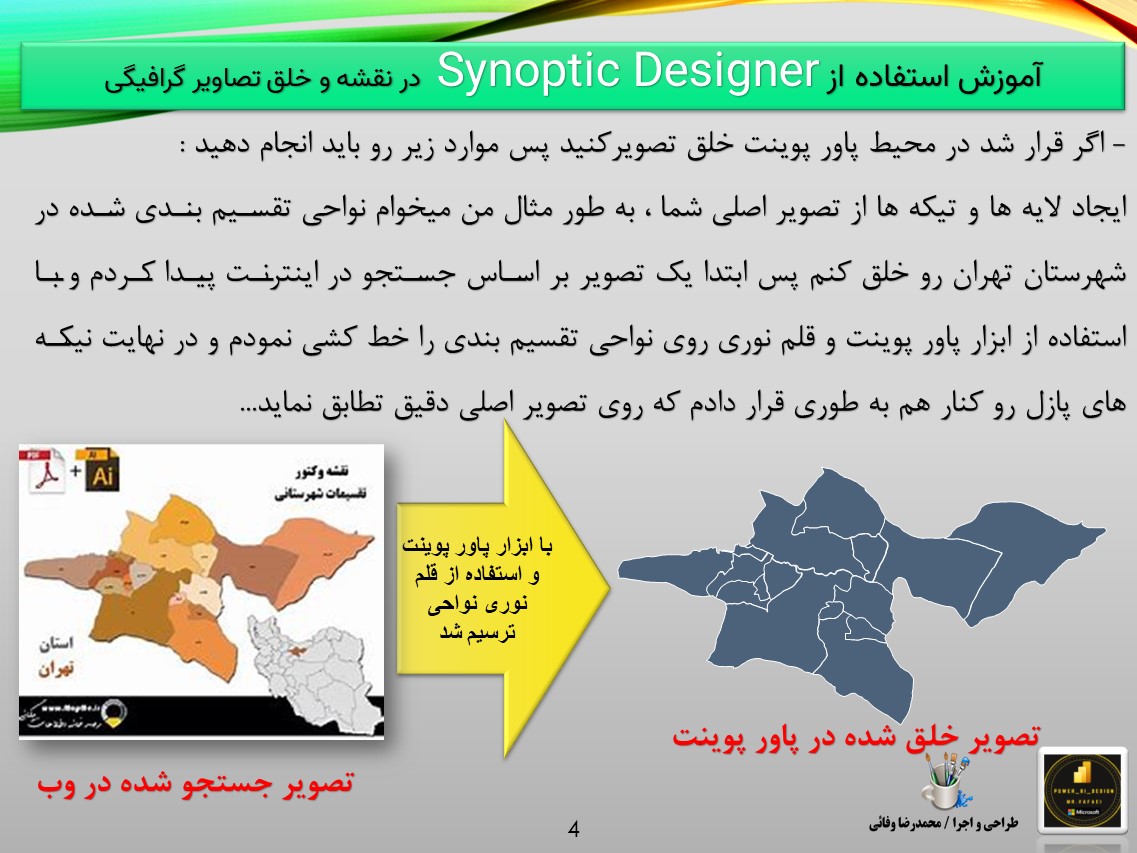 آموزش استفاده از Synoptic Designer در نقشه و خلق تصاویر گرافیگی
- اگر قرار شد در محیط پاور پوینت خلق تصویرکنید پس موارد زیر رو باید انجام دهید :
ایجاد لایه ها و تیکه ها از تصویر اصلی شما ، به طور مثال من میخوام نواحی تقسیم بندی شده در
شهرستان تهران رو خلق کنم پس ابتدا یک تصویر بر اساس جستجو در اینترنت پیدا کردم و با
استفاده از ابزار پاور پوینت و قلم نوری روی نواحی تقسیم بندی را خط کشی نمودم و در نهایت نیکه
های پازل رو کنار هم به طوری قرار دادم که روی تصویر اصلی دقیق تطابق نماید...
PDF + Ai
Ai
نقشه وکتور
تقسیمات شهرستانی
استان
تهران
با ابزار پاور پوینت
و استفاده از قلم
نوری نواحی
ترسیم شد
تصویر خلق شده در پاور پوینت
تصویر جستجو شده در وب
طراحی و اجرا / محمدرضا وفائی
POWER_BI_DESIGN
MR.VAFAEI
Microsoft
4